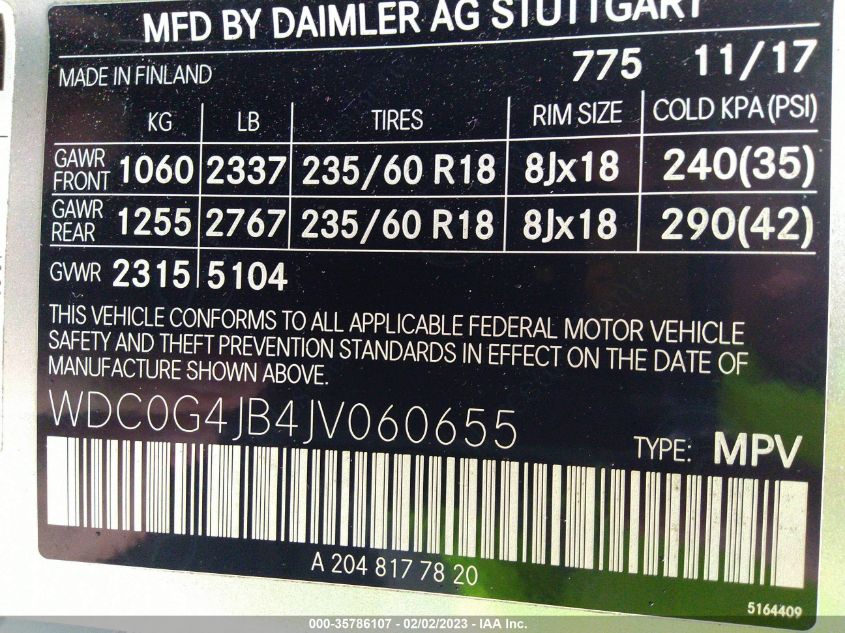 MFD BY DAIMLER AG STUTTGART
MADE IN FINLAND 775 11/17
KG LB TIRES RIM SIZE COLD KPA (PSI)
GAWR FRONT 1060 2337 235/60 R18 8Jx18 240(35)
GAWR REAR 1255 2767 235/60 R18 8Jx18 290(42)
GVWR 2315 5104
THIS VEHICLE CONFORMS TO ALL APPLICABLE FEDERAL MOTOR VEHICLE
SAFETY AND THEFT PREVENTION STANDARDS IN EFFECT ON THE DATE OF
MANUFACTURE SHOWN ABOVE.
WDC0G4JB4JV060655
TYPE: MPV
A 204 817 78 20
5164409
000-35786107 - 02/02/2023 - IAA Inc.